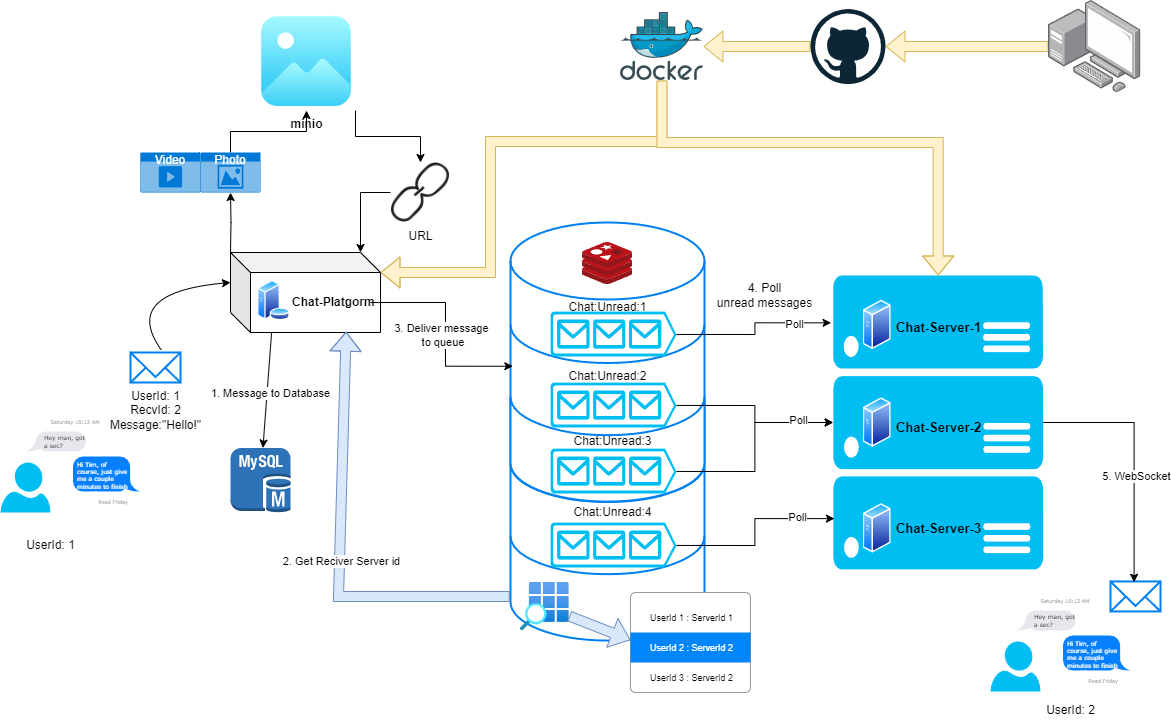 docker
minio
Video
Photo
URL
Chat-Platgorm
Chat:Unread:1
4. Poll
unread messages
Poll
Chat-Server-1
3. Deliver message
to queue
UserId: 1
RecvId: 2
Message:"Hello!"
1. Message to Database
Chat:Unread:2
Poll
Chat-Server-2
Chat:Unread:3
Saturday 10:12 AM
Hey man, got
a sec?
Hi Tim, of
course, just give
me a couple
minutes to finish
Read Friday
UserId: 1
MySQL
M
5. WebSocket
Chat:Unread:4
Poll
Chat-Server-3
2. Get Reciver Server id
UserId 1 : ServerId 1
UserId 2 : ServerId 2
UserId 3 : ServerId 2
Saturday 10:12 AM
Hey man, got
a sec?
Hi Tim, of
course, just give
me a couple
minutes to finish
Read Friday
UserId: 2